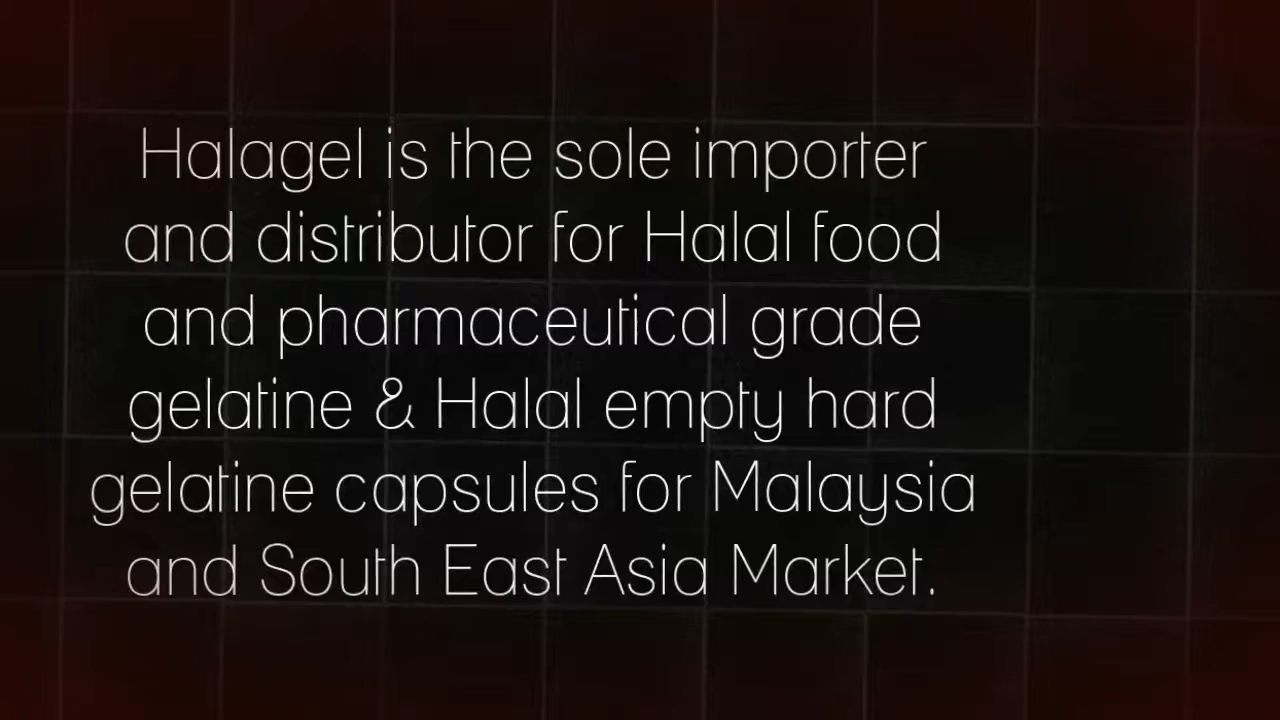 Halagel is the sole importer
and distributor for Halal food
and pharmaceutical grade
gelatine & Halal empty hard
gelatine capsules for Malaysia
and South East Asia Market.